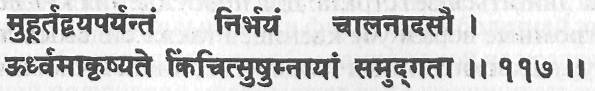 मुहूर्तद्वयपर्यन्तं निर्भयं चालनादसौ ।
ऊर्ध्वमाकृष्यते किंचित्सुषुम्नायां समुद्गता ।। ११७ ।।